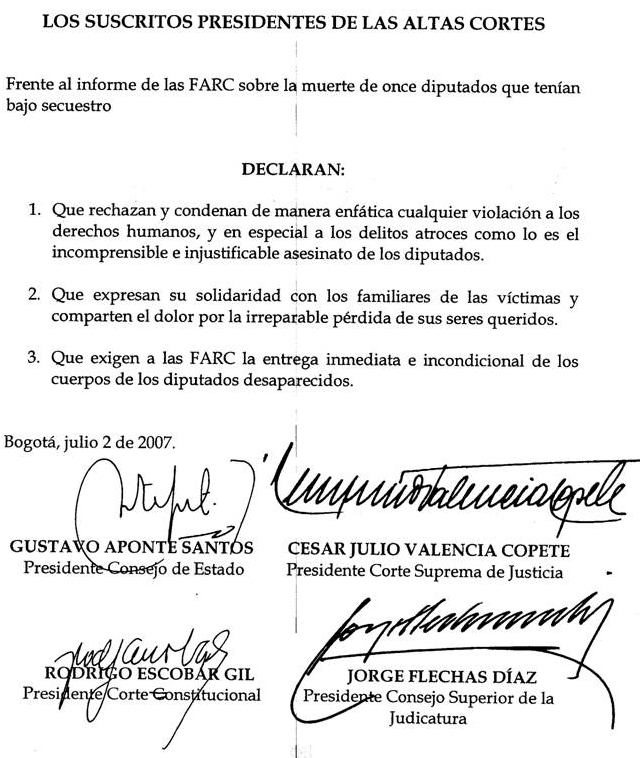 LOS SUSCRITOS PRESIDENTES DE LAS ALTAS CORTES
Frente al informe de las FARC sobre la muerte de once diputados que tenían
bajo secuestro
DECLARAN:
1. Que rechazan y condenan de manera enfática cualquier violación a los
derechos humanos, y en especial a los delitos atroces como lo es el
incomprensible e injustificable asesinato de los diputados.
2. Que expresan su solidaridad con los familiares de las víctimas y
comparten el dolor por la irreparable pérdida de sus seres queridos.
3. Que exigen a las FARC la entrega inmediata e incondicional de los
cuerpos de los diputados desaparecidos.
Bogotá, julio 2 de 2007.
GUSTAVO APONTE SANTOS
Presidente Consejo de Estado
CESAR JULIO VALENCIA COPETE
Presidente Corte Suprema de Justicia
RODRIGO ESCOBAR GIL
Presidente Corte Constitucional
JORGE FLECHAS DÍAZ
Presidente Consejo Superior de la
Judicatura